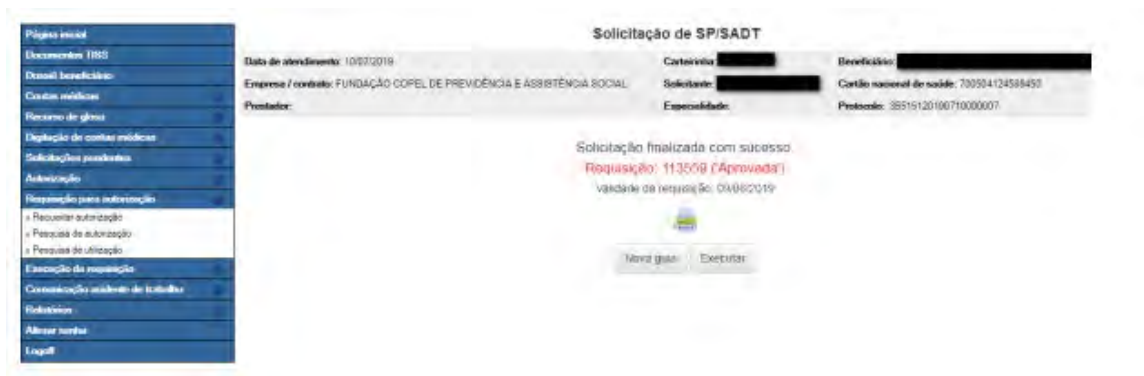 Página inicial
Documentos TISS
Dossiê beneficiário
Contas médicas
Recurso de glosa
Digitação de contas médicas
Solicitações pendentes
Autorização
Requisição para autorização
» Requisitar autorização
» Pesquisa de autorização
» Pesquisa de utilização
Execução da requisição
Comunicação acidente de trabalho
Relatórios
Alterar senha
Logoff
Solicitação de SP/SADT
Data de atendimento: 10/07/2019 Carteirinha: Beneficiário:
Empresa / contrato: FUNDAÇÃO COPEL DE PREVIDÊNCIA E ASSISTÊNCIA SOCIAL Solicitante: Cartão nacional de saúde:
Prestador: Especialidade: Protocolo:
Solicitação finalizada com sucesso
Requisição: 113559 ('Aprovada')
Validade da requisição: 09/08/2019
Nova guia Executar